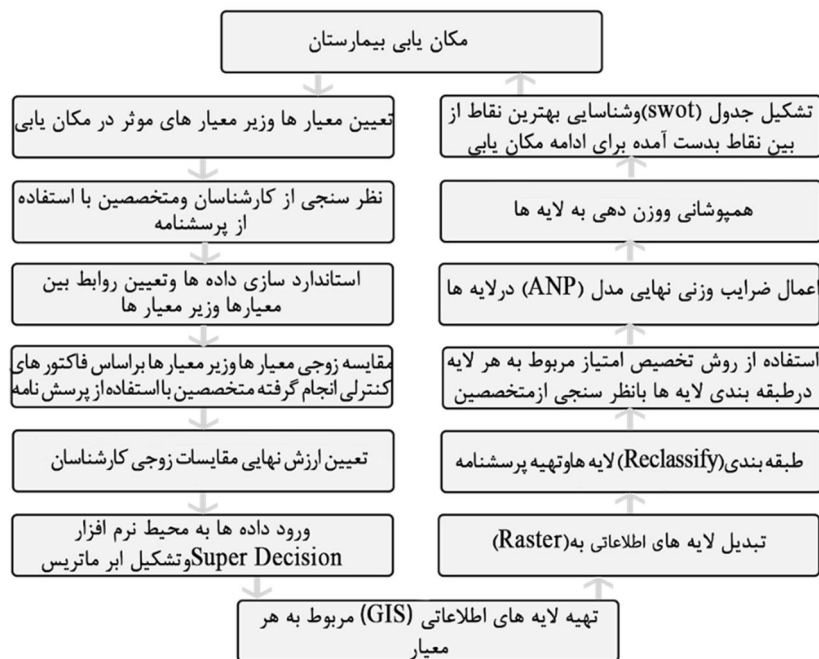 مکان یابی بیمارستان
تعیین معیار ها وزیر معیار های موثر در مکان یابی
نظر سنجی از کارشناسان ومتخصصین با استفاده
از پرسشنامه
استاندارد سازی داده ها وتعیین روابط بین
معیارها وزیر معیار ها
مقایسه زوجی معیار ها وزیر معیار ها براساس فاکتور های
کنترلی انجام گرفته متخصصین با استفاده از پرسش نامه
تعیین ارزش نهایی مقایسات زوجی کارشناسان
ورود داده ها به محیط نرم افزار
Super Decision وتشکیل ابر ماتریس
تهیه لایه های اطلاعاتی (GIS) مربوط به هر
معیار
تبدیل لایه های اطلاعاتی به(Raster)
طبقه بندی(Reclassify) لایه هاوتهیه پرسشنامه
استفاده از روش تخصیص امتیاز مربوط به هر لایه
درطبقه بندی لایه ها بانظر سنجی ازمتخصصین
اعمال ضرایب وزنی نهایی مدل (ANP) درلایه ها
همپوشانی ووزن دهی به لایه ها
تشکیل جدول (swot)وشناسایی بهترین نقاط از
بین نقاط بدست آمده برای ادامه مکان یابی